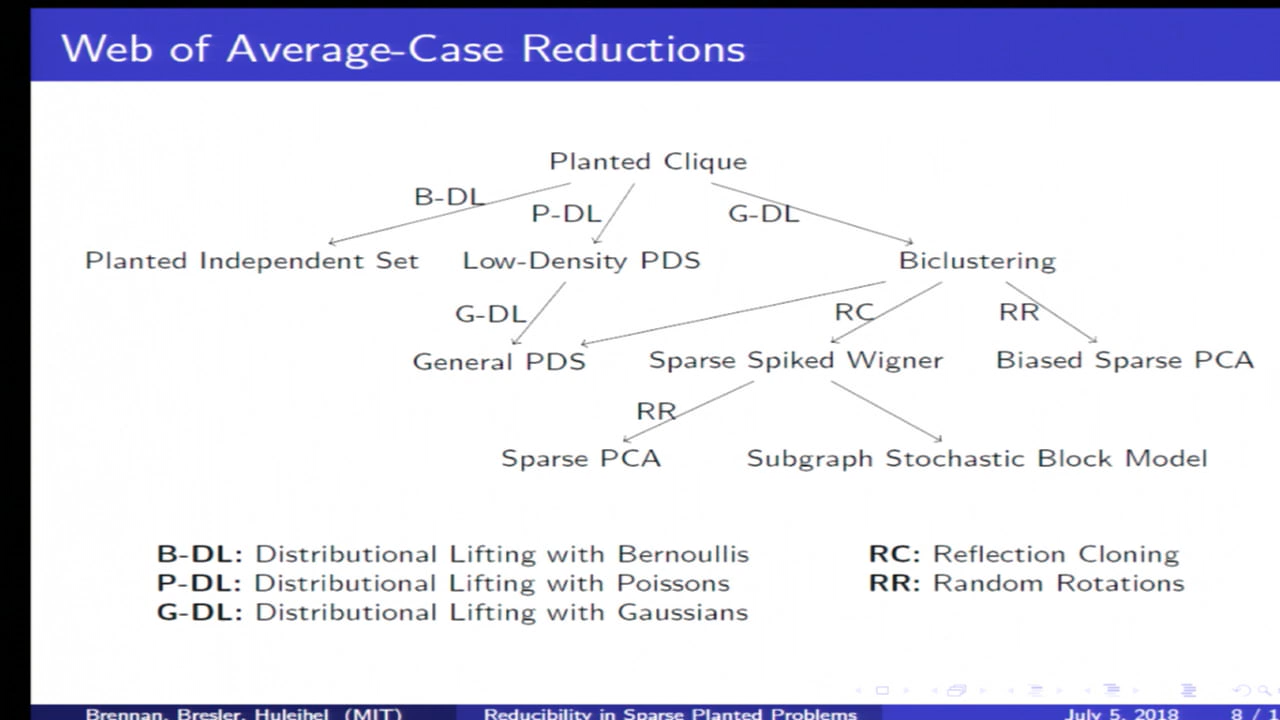 Web of Average-Case Reductions
Planted Clique
B-DL
P-DL
G-DL
Planted Independent Set
Low-Density PDS
Biclustering
G-DL
RC
RR
General PDS
Sparse Spiked Wigner
Biased Sparse PCA
RR
Sparse PCA
Subgraph Stochastic Block Model
B-DL: Distributional Lifting with Bernoullis
P-DL: Distributional Lifting with Poissons
G-DL: Distributional Lifting with Gaussians
RC: Reflection Cloning
RR: Random Rotations
Brennan, Bresler, Huleihel (MIT)
Reducibility in Sparse Planted Problems
July 5, 2018
8 / 1